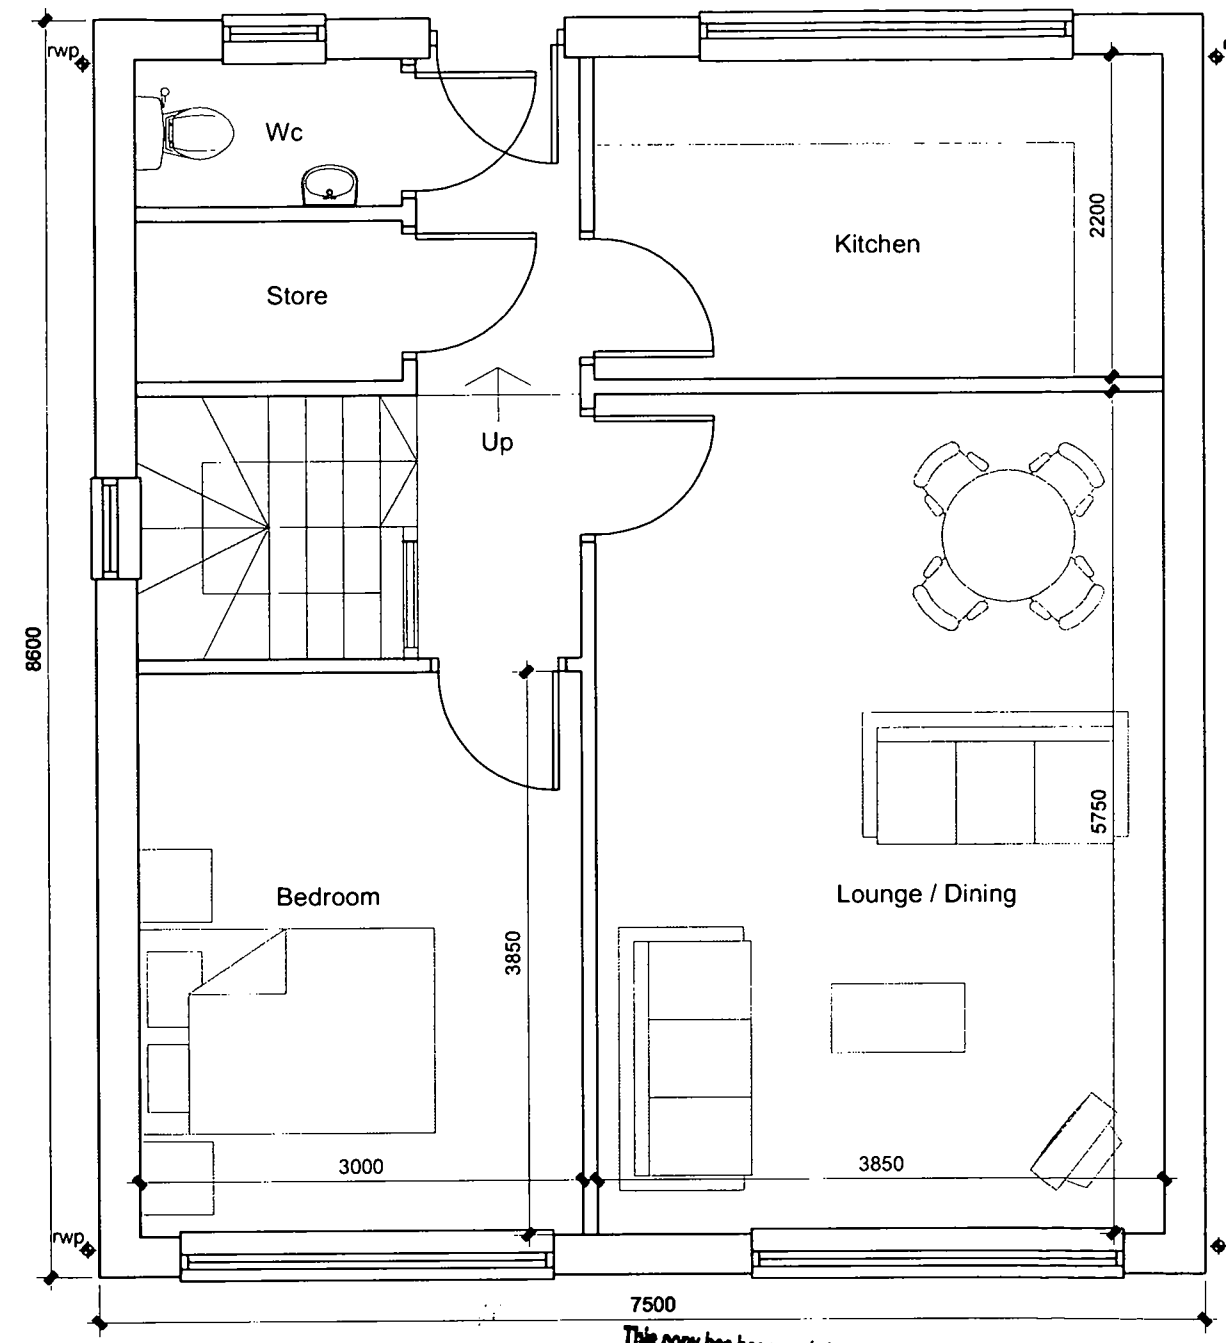 rwp
Wc
Kitchen
2200
Store
Up
8600
5750
Bedroom
Lounge / Dining
3850
3000
3850
rwp
7500
This copy has been